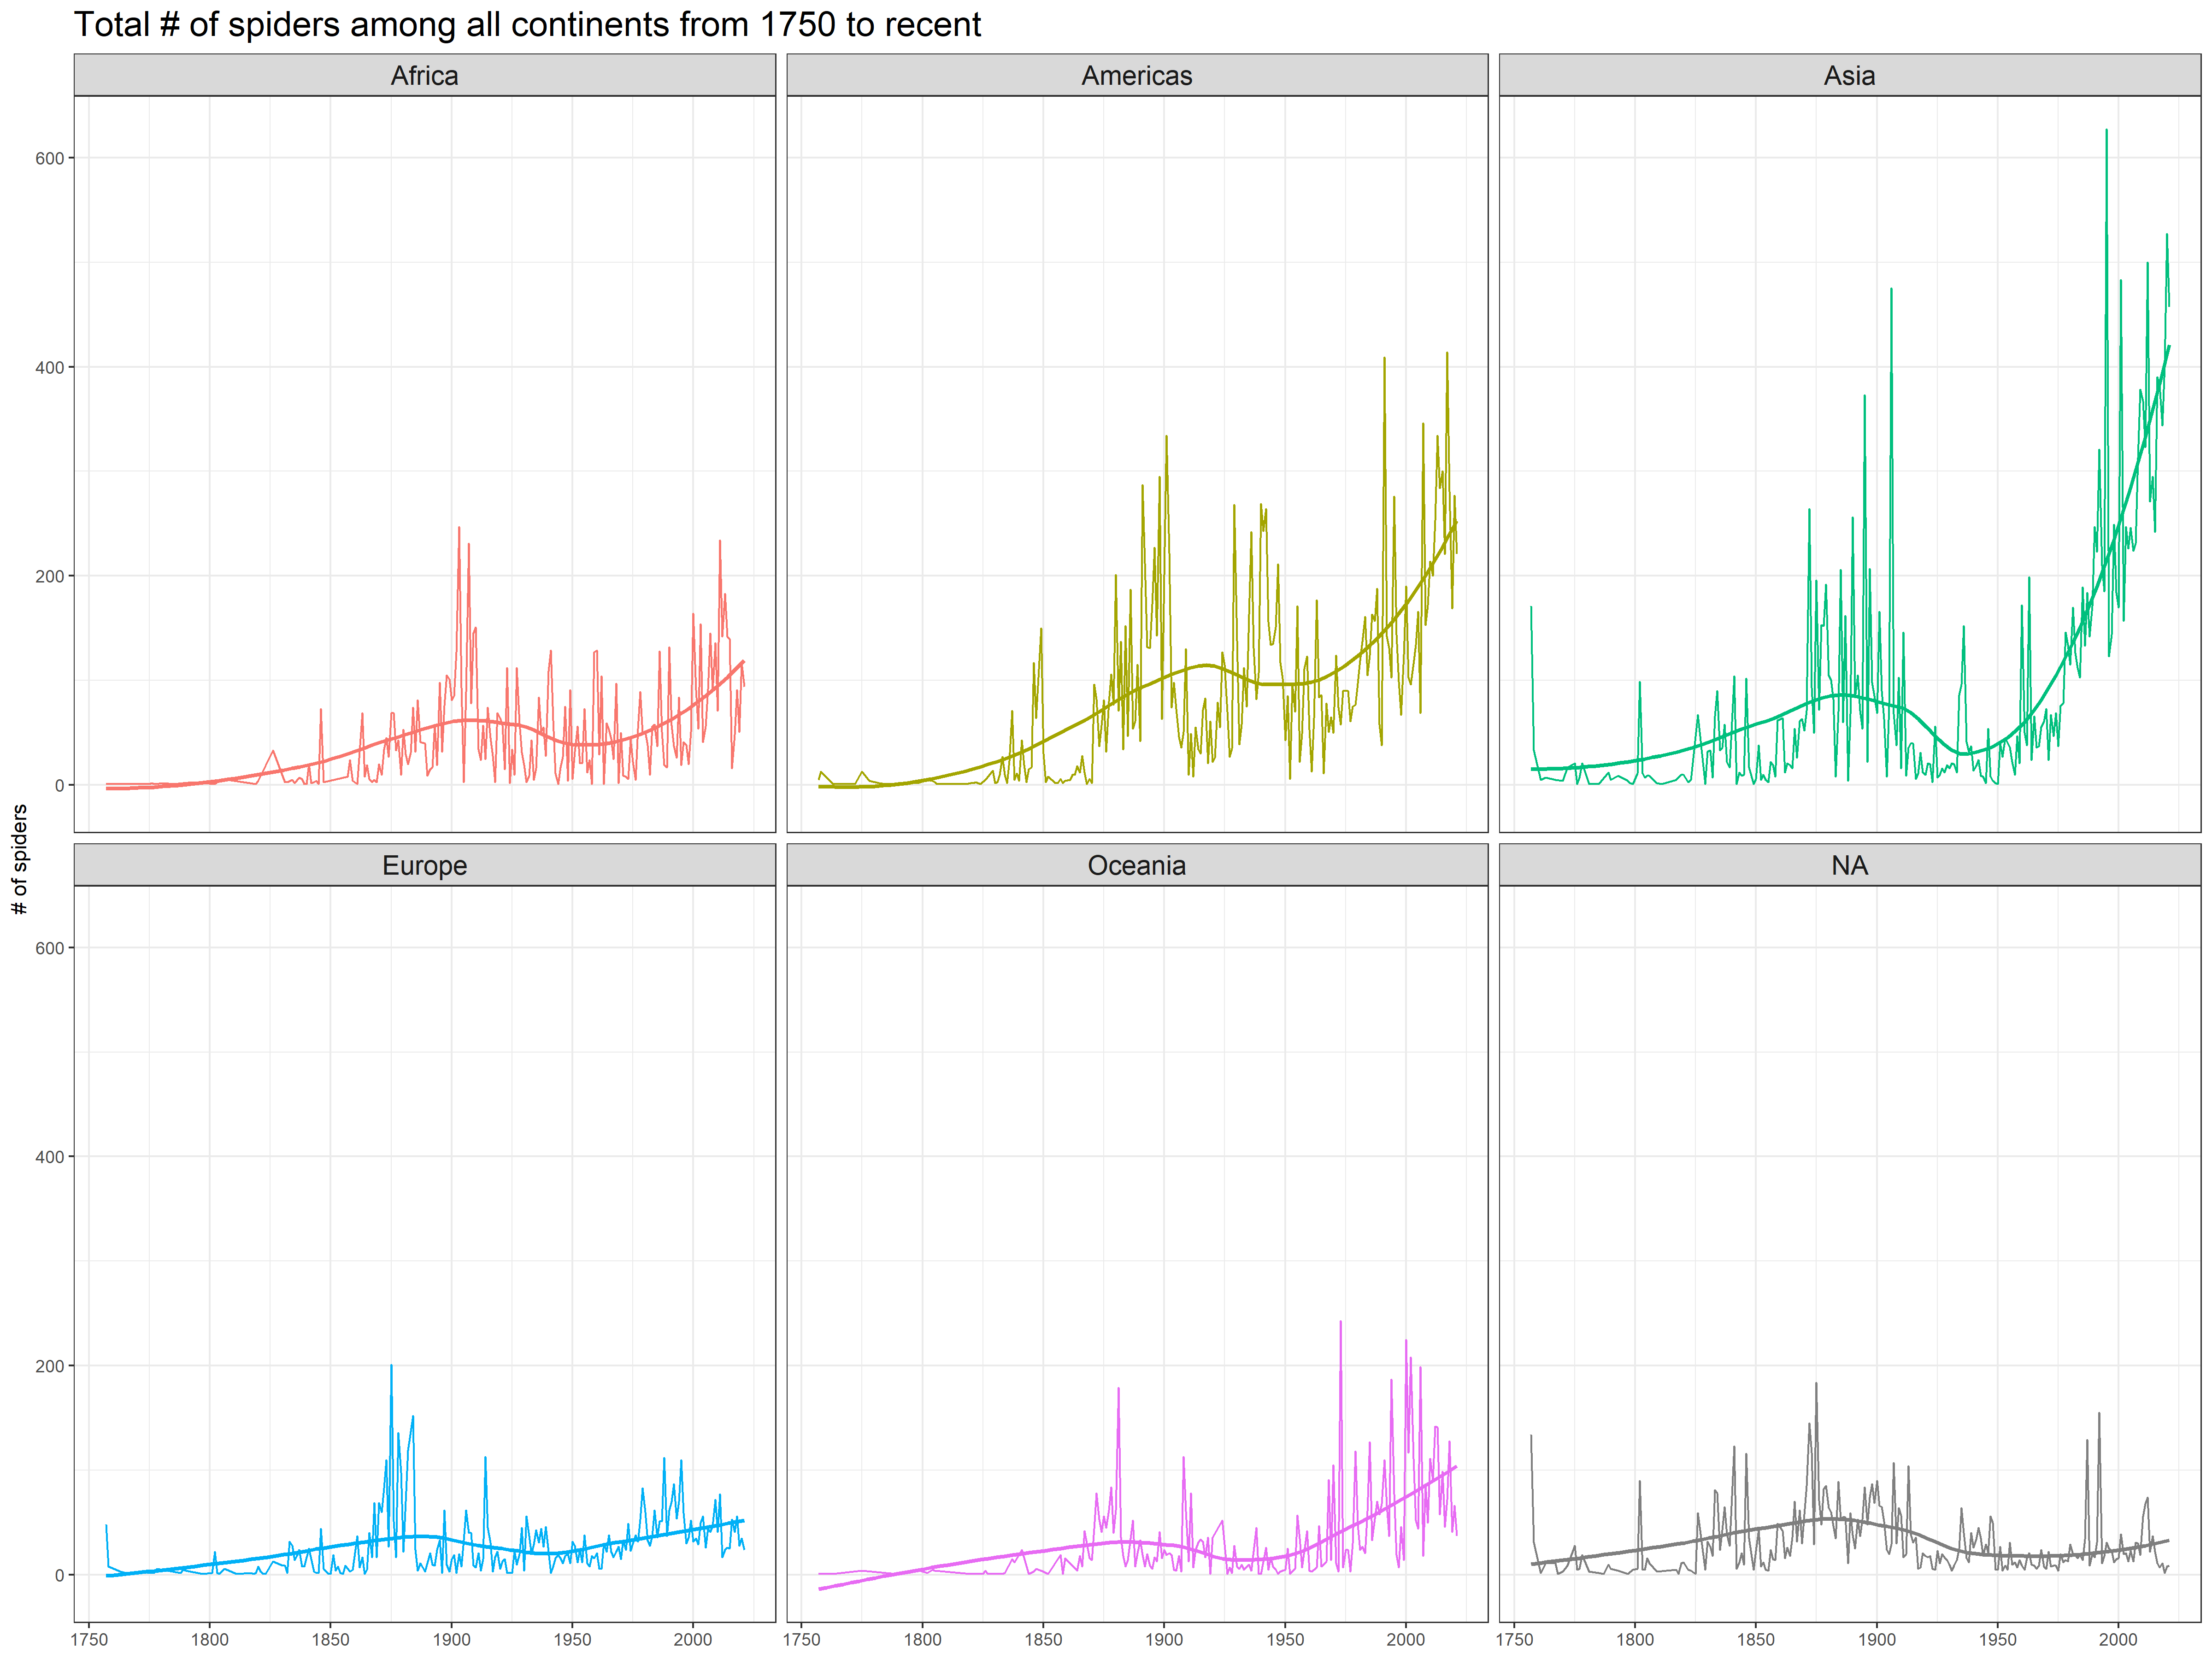 Total # of spiders among all continents from 1750 to recent
Africa
Americas
Asia
600
400
200
0
# of spiders
Europe
Oceania
NA
600
400
200
0
1750 1800 1850 1900 1950 2000
1750 1800 1850 1900 1950 2000
1750 1800 1850 1900 1950 2000